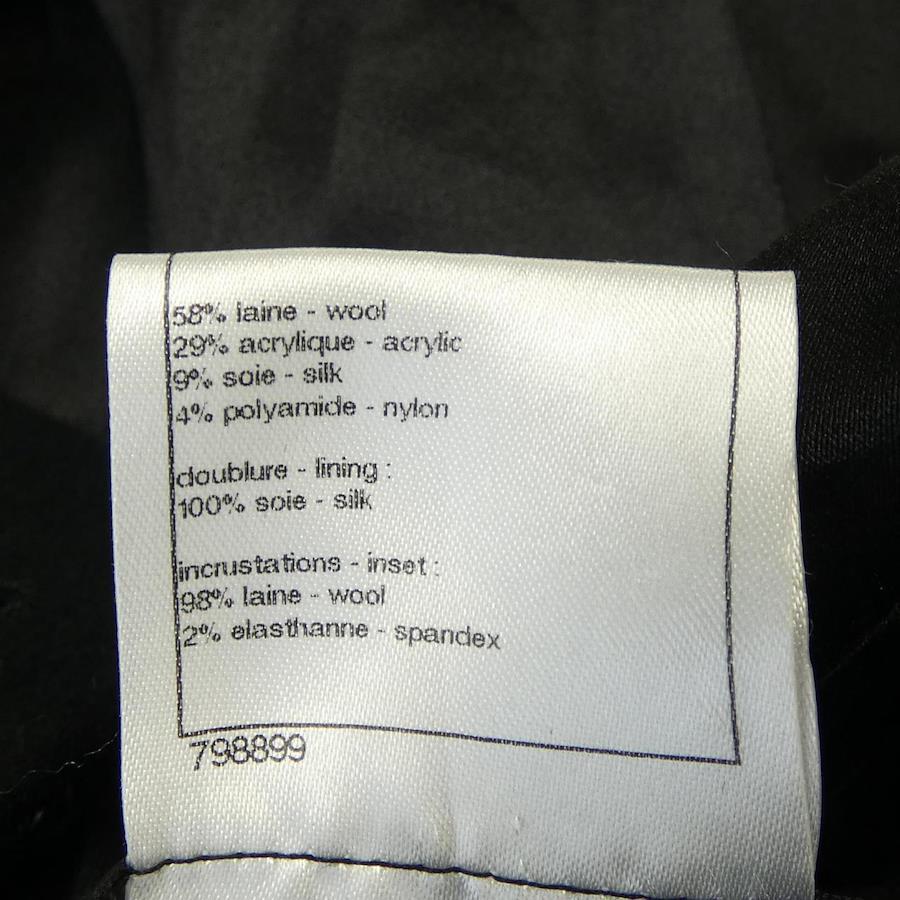 58% laine - wool
29% acrylique - acrylic
9% soie - silk
4% polyamide - nylon
doublure - lining :
100% soie - silk
incrustations - inset :
98% laine - wool
2% elasthanne - spandex
798899